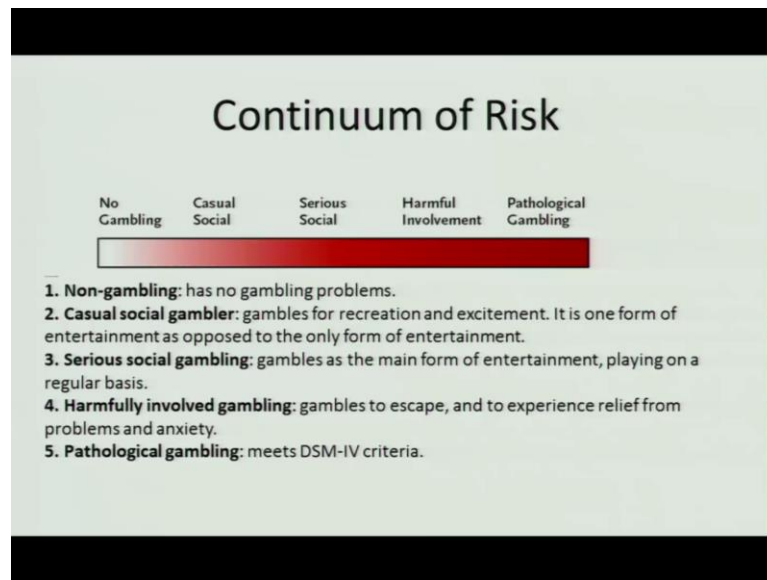 Continuum of Risk
No Gambling
Casual Social
Serious Social
Harmful Involvement
Pathological Gambling
1. Non-gambling: has no gambling problems.
2. Casual social gambler: gambles for recreation and excitement. It is one form of
entertainment as opposed to the only form of entertainment.
3. Serious social gambling: gambles as the main form of entertainment, playing on a
regular basis.
4. Harmfully involved gambling: gambles to escape, and to experience relief from
problems and anxiety.
5. Pathological gambling: meets DSM-IV criteria.